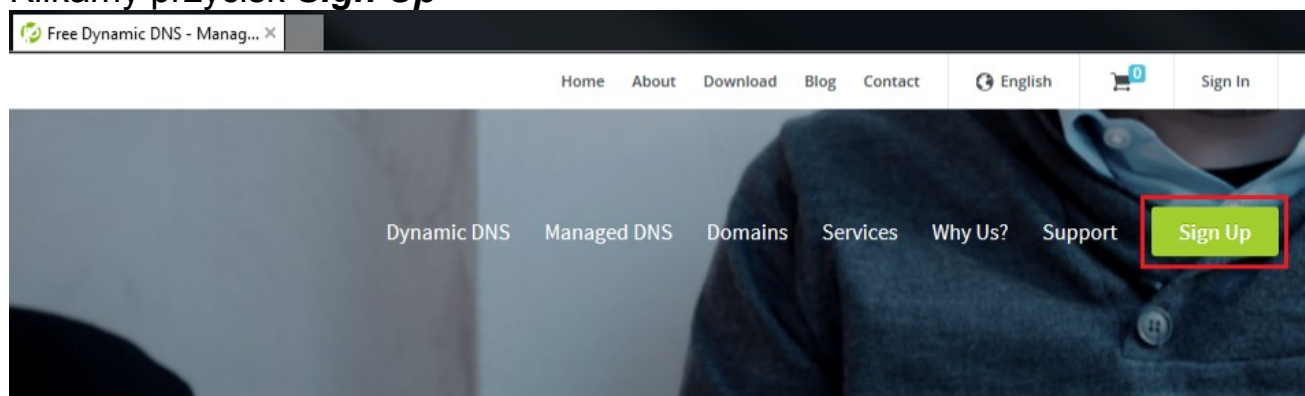 Klikamy przycisk Sign Up
Free Dynamic DNS - Manag... ×
Home About Download Blog Contact English 0 Sign In
Dynamic DNS Managed DNS Domains Services Why Us? Support Sign Up